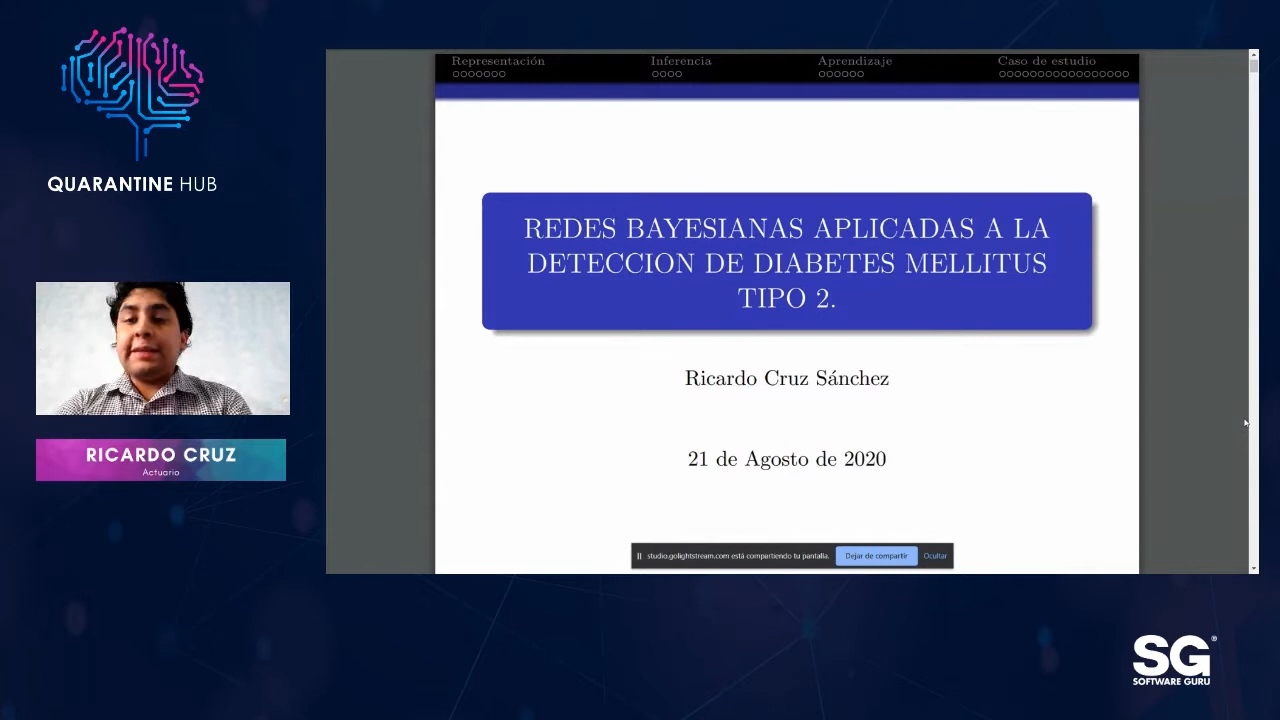 QUARANTINE HUB
RICARDO CRUZ
Actuario
Representación
Inferencia
Aprendizaje
Caso de estudio
REDES BAYESIANAS APLICADAS A LA
DETECCION DE DIABETES MELLITUS
TIPO 2.
Ricardo Cruz Sánchez
21 de Agosto de 2020
studio.golightstream.com está compartiendo tu pantalla.
Dejar de compartir
Ocultar
SG®
SOFTWARE GURU